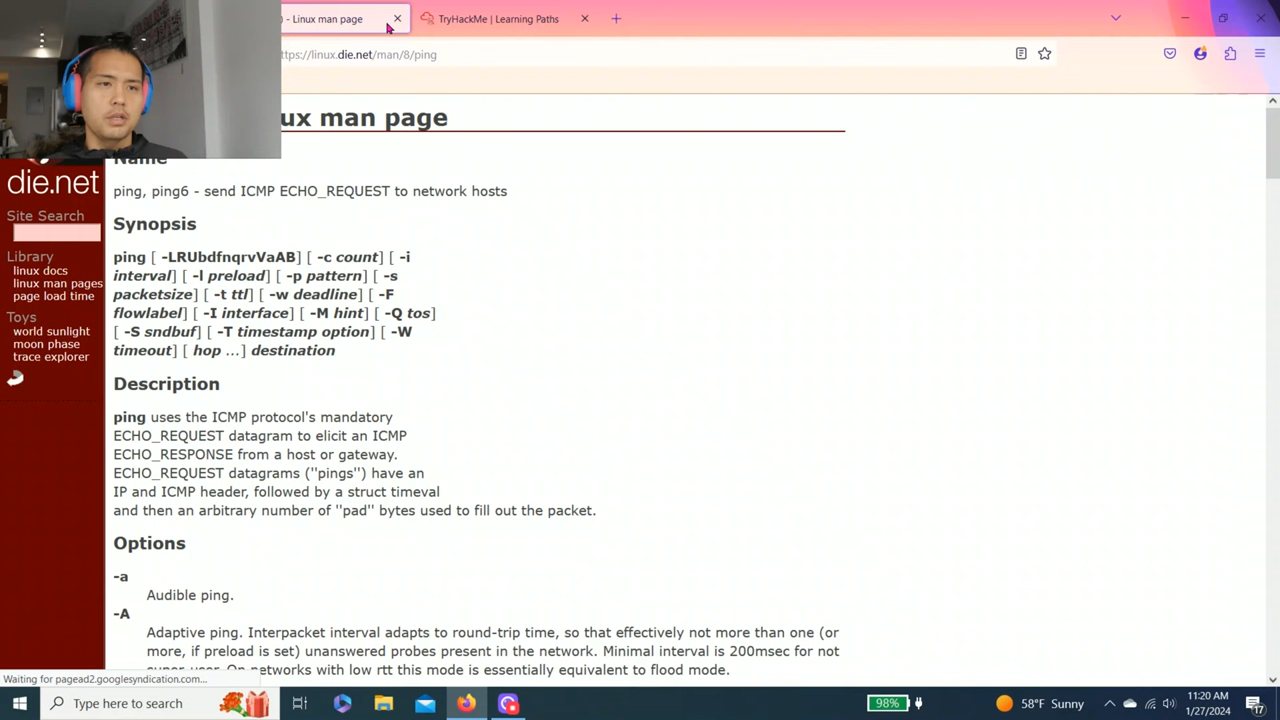 - Linux man page
TryHackMe | Learning Paths
ttps://linux.die.net/man/8/ping
ux man page
Name
die.net
Site Search
Library
linux docs
linux man pages
page load time
Toys
world sunlight
moon phase
trace explorer
ping, ping6 - send ICMP ECHO_REQUEST to network hosts
Synopsis
ping [ -LRUbdfnqrvVaAB] [ -c count] [ -i
interval] [ -l preload] [ -p pattern] [ -s
packetsize] [ -t ttl] [ -w deadline] [ -F
flowlabel] [ -I interface] [ -M hint] [ -Q tos]
[ -S sndbuf] [ -T timestamp option] [ -W
timeout] [ hop ...] destination
Description
ping uses the ICMP protocol's mandatory
ECHO_REQUEST datagram to elicit an ICMP
ECHO_RESPONSE from a host or gateway.
ECHO_REQUEST datagrams (''pings'') have an
IP and ICMP header, followed by a struct timeval
and then an arbitrary number of ''pad'' bytes used to fill out the packet.
Options
-a
Audible ping.
-A
Adaptive ping. Interpacket interval adapts to round-trip time, so that effectively not more than one (or
more, if preload is set) unanswered probes present in the network. Minimal interval is 200msec for not
super-user. On networks with low rtt this mode is essentially equivalent to flood mode.
Waiting for pagead2.googlesyndication.com...
Type here to search
98%
58°F Sunny
11:20 AM
1/27/2024
17